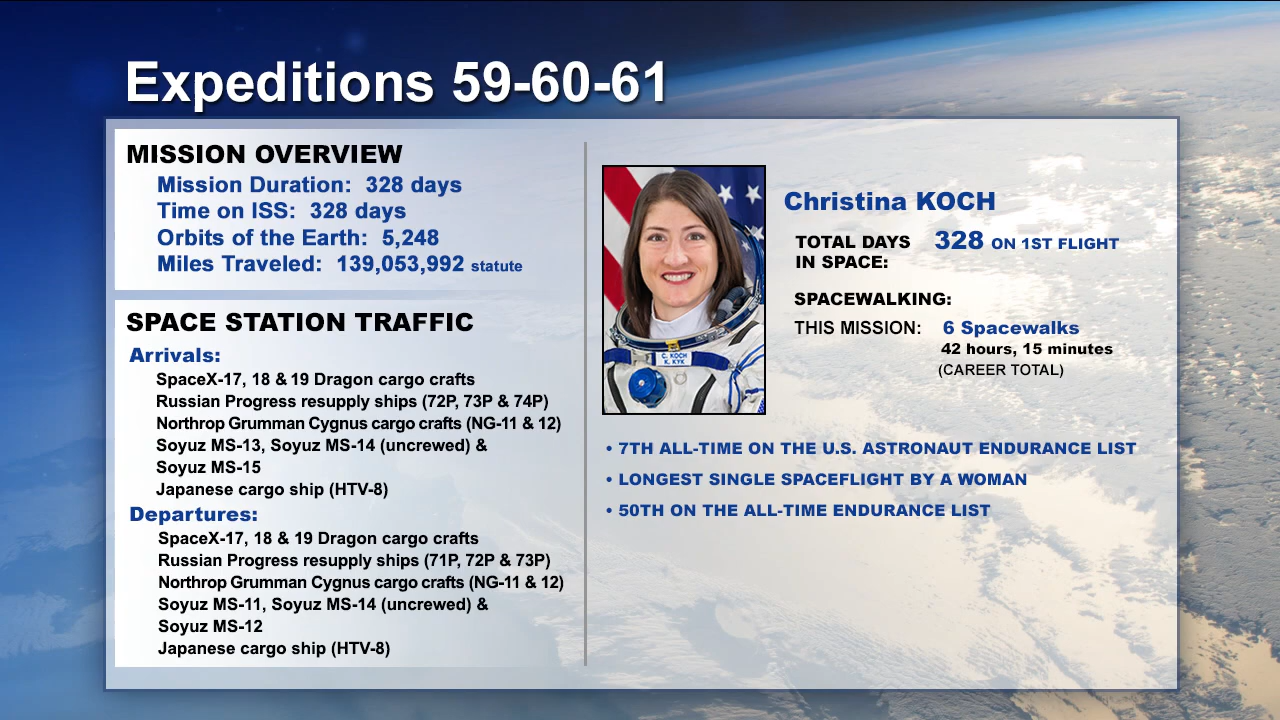 Expeditions 59-60-61
MISSION OVERVIEW
Mission Duration: 328 days
Time on ISS: 328 days
Orbits of the Earth: 5,248
Miles Traveled: 139,053,992 statute
SPACE STATION TRAFFIC
Arrivals:
SpaceX-17, 18 & 19 Dragon cargo crafts
Russian Progress resupply ships (72P, 73P & 74P)
Northrop Grumman Cygnus cargo crafts (NG-11 & 12)
Soyuz MS-13, Soyuz MS-14 (uncrewed) &
Soyuz MS-15
Japanese cargo ship (HTV-8)
Departures:
SpaceX-17, 18 & 19 Dragon cargo crafts
Russian Progress resupply ships (71P, 72P & 73P)
Northrop Grumman Cygnus cargo crafts (NG-11 & 12)
Soyuz MS-11, Soyuz MS-14 (uncrewed) &
Soyuz MS-12
Japanese cargo ship (HTV-8)
C. KOCH
К. КУК
Christina KOCH
TOTAL DAYS 328 ON 1ST FLIGHT
IN SPACE:
SPACEWALKING:
THIS MISSION: 6 Spacewalks
42 hours, 15 minutes
(CAREER TOTAL)
• 7TH ALL-TIME ON THE U.S. ASTRONAUT ENDURANCE LIST
• LONGEST SINGLE SPACEFLIGHT BY A WOMAN
• 50TH ON THE ALL-TIME ENDURANCE LIST